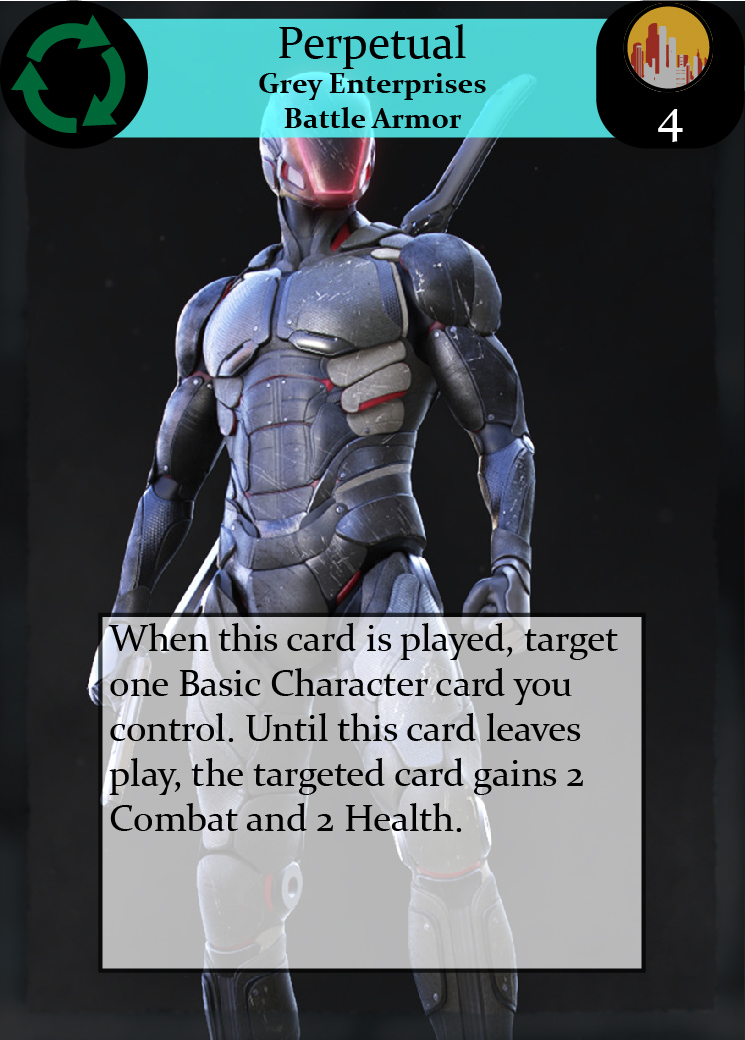 Perpetual
Grey Enterprises
Battle Armor
4
When this card is played, target
one Basic Character card you
control. Until this card leaves
play, the targeted card gains 2
Combat and 2 Health.